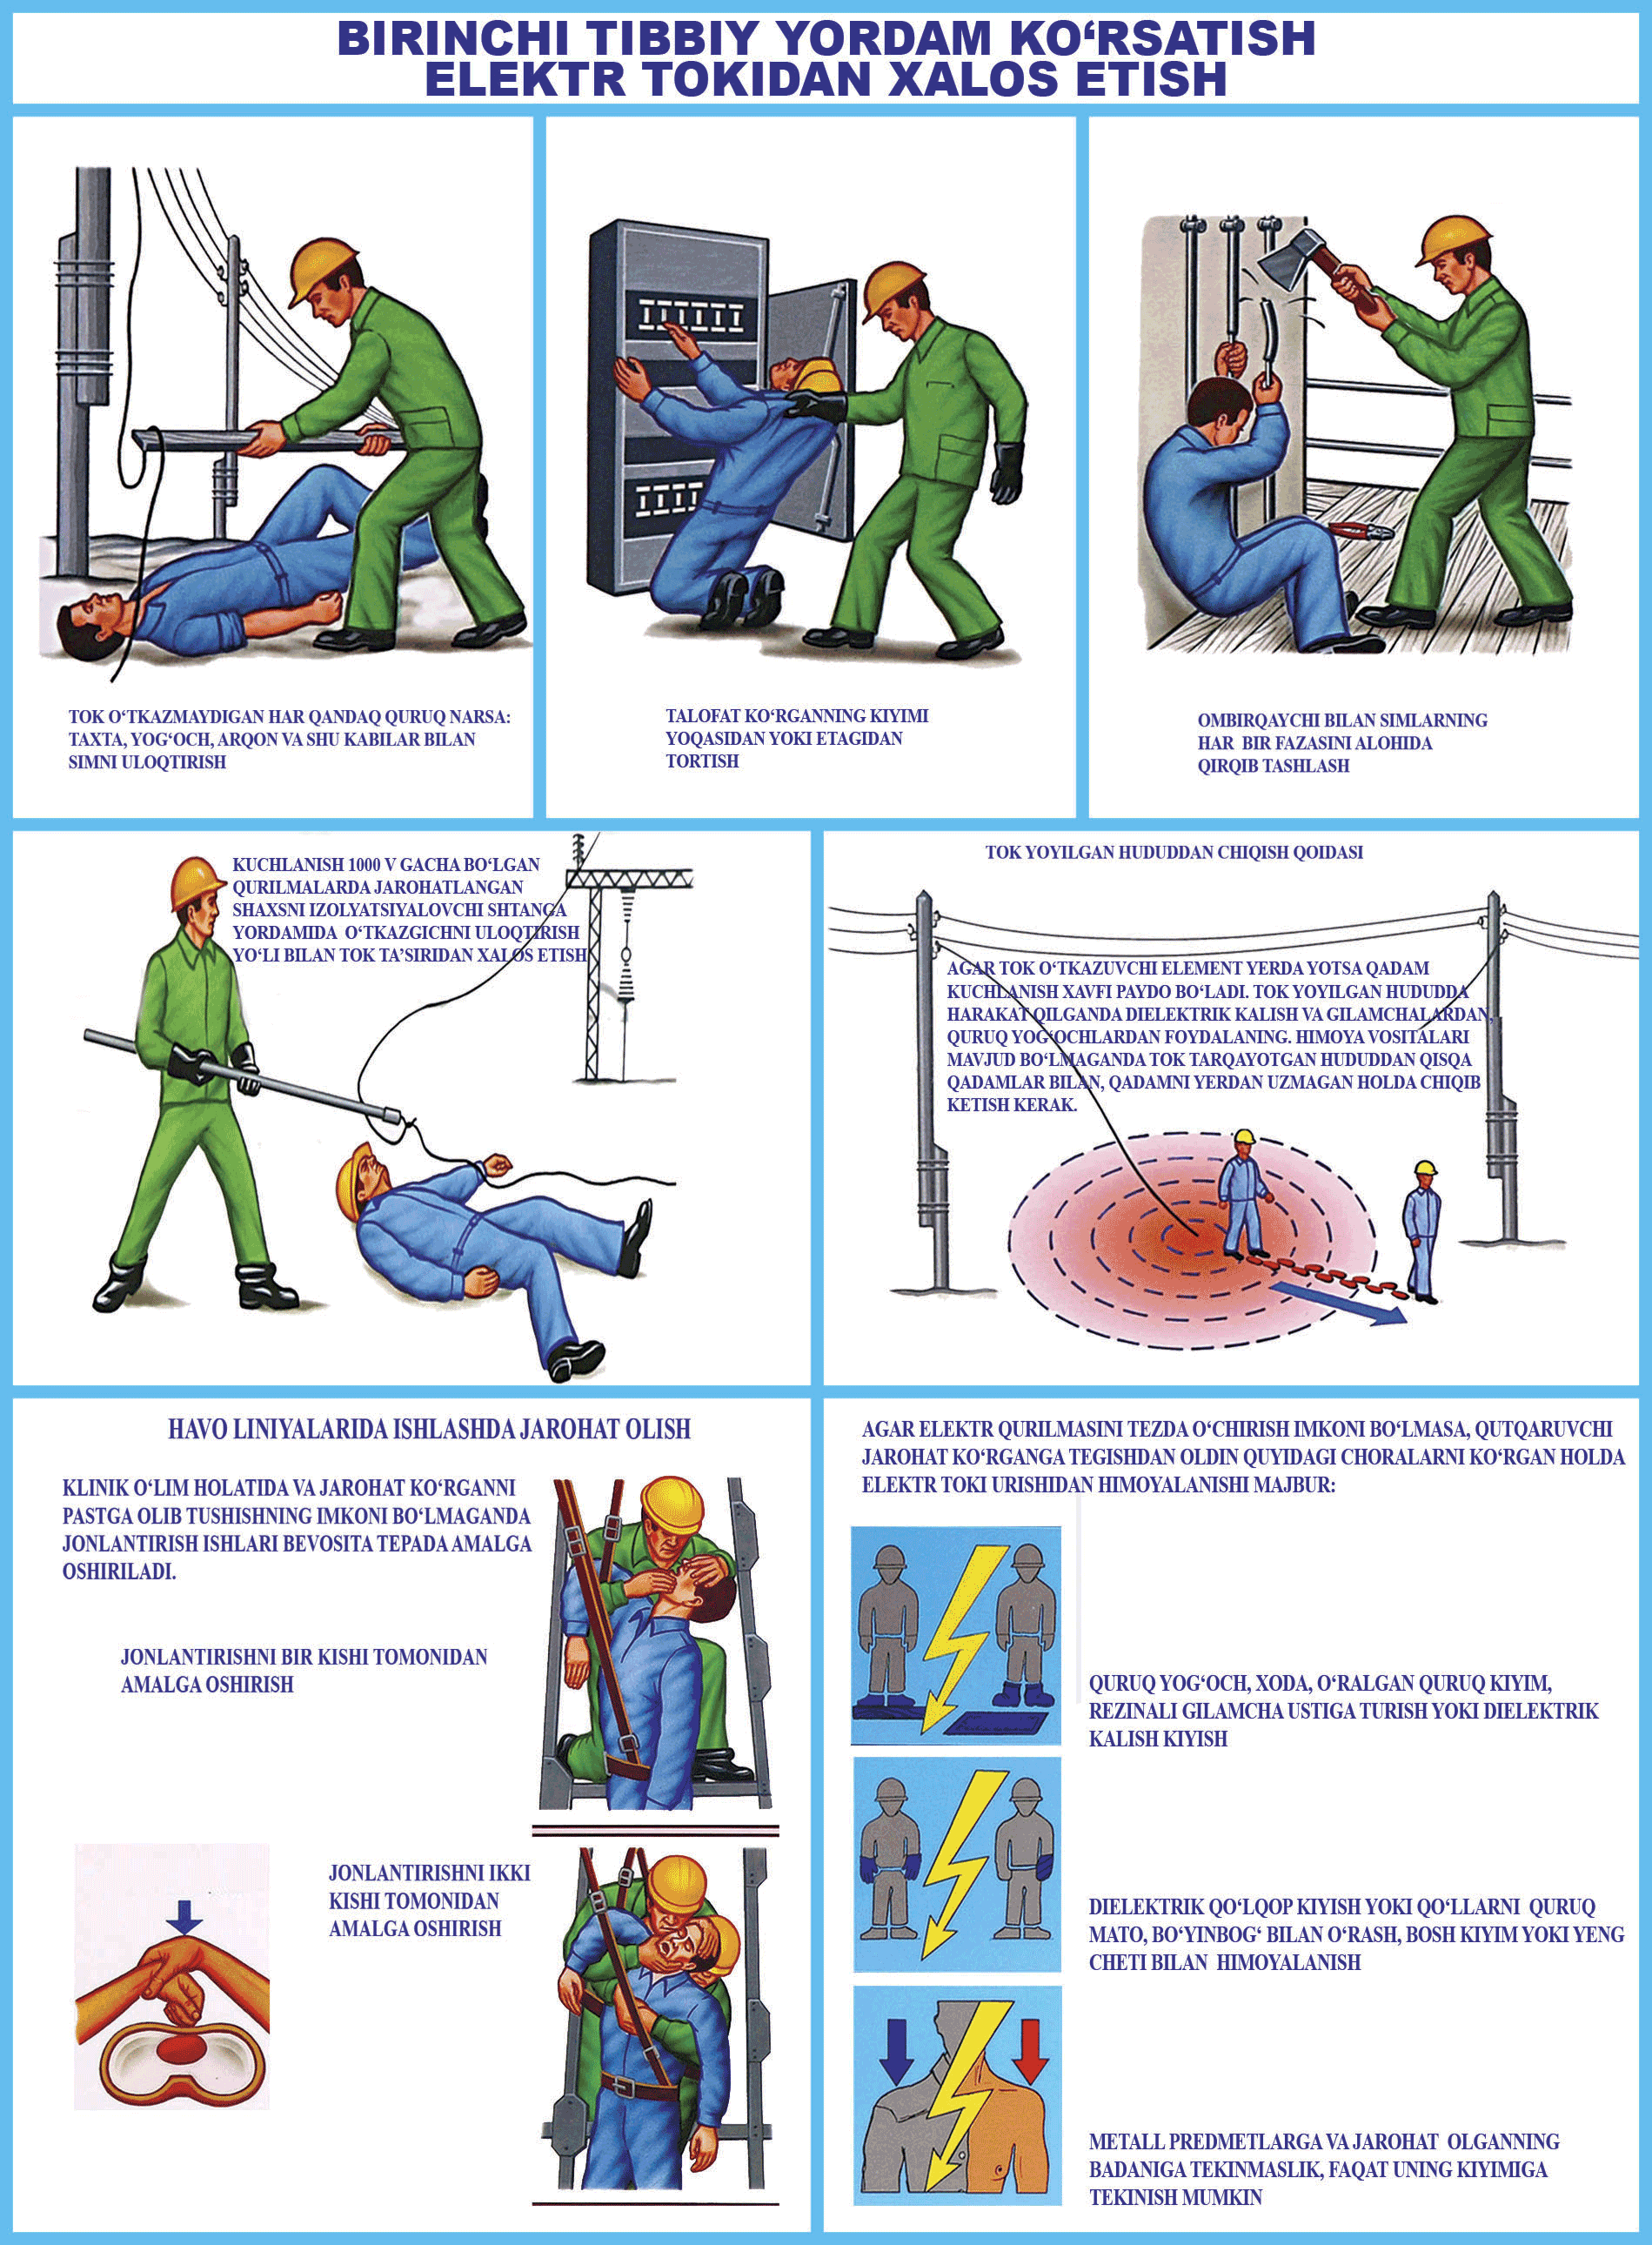 BIRINCHI TIBBIY YORDAM KO‘RSATISH
ELEKTR TOKIDAN XALOS ETISH
TOK O‘TKAZMAYDIGAN HAR QANDAQ QURUQ NARSA:
TAXTA, YOG‘OCH, ARQON VA SHU KABILAR BILAN
SIMNI ULOQTIRISH
TALOFAT KO‘RGANNING KIYIMI
YOQASIDAN YOKI ETAGIDAN
TORTISH
OMBIRQAYCHI BILAN SIMLARNING
HAR BIR FAZASINI ALOHIDA
QIRQIB TASHLASH
KUCHLANISH 1000 V GACHA BO‘LGAN
QURILMALARDA JAROHATLANGAN
SHAXSNI IZOLYATSIYALOVCHI SHTANGA
YORDAMIDA O‘TKAZGICHNI ULOQTIRISH
YO‘LI BILAN TOK TA’SIRIDAN XALOS ETISH
TOK YOYILGAN HUDUDDAN CHIQISH QOIDASI
AGAR TOK O‘TKAZUVCHI ELEMENT YERDA YOTSA QADAM
KUCHLANISH XAVFI PAYDO BO‘LADI. TOK YOYILGAN HUDUDDA
HARAKAT QILGANDA DIELEKTRIK KALISH VA GILAMCHALARDAN,
QURUQ YOG‘OCHLARDAN FOYDALANING. HIMOYA VOSITALARI
MAVJUD BO‘LMAGANDA TOK TARQAYOTGAN HUDUDDAN QISQA
QADAMLAR BILAN, QADAMNI YERDAN UZMAGAN HOLDA CHIQIB
KETISH KERAK.
HAVO LINIYALARIDA ISHLASHDA JAROHAT OLISH
KLINIK O‘LIM HOLATIDA VA JAROHAT KO‘RGANNI
PASTGA OLIB TUSHISHNING IMKONI BO‘LMAGANDA
JONLANTIRISH ISHLARI BEVOSITA TEPADA AMALGA
OSHIRILADI.
JONLANTIRISHNI BIR KISHI TOMONIDAN
AMALGA OSHIRISH
JONLANTIRISHNI IKKI
KISHI TOMONIDAN
AMALGA OSHIRISH
AGAR ELEKTR QURILMASINI TEZDA O‘CHIRISH IMKONI BO‘LMASA, QUTQARUVCHI
JAROHAT KO‘RGANGA TEGISHDAN OLDIN QUYIDAGI CHORALARNI KO‘RGAN HOLDA
ELEKTR TOKI URISHIDAN HIMOYALANISHI MAJBUR:
QURUQ YOG‘OCH, XODA, O‘RALGAN QURUQ KIYIM,
REZINALI GILAMCHA USTIGA TURISH YOKI DIELEKTRIK
KALISH KIYISH
DIELEKTRIK QO‘LQOP KIYISH YOKI QO‘LLARNI QURUQ
MATO, BO‘YINBOG‘ BILAN O‘RASH, BOSH KIYIM YOKI YENG
CHETI BILAN HIMOYALANISH
METALL PREDMETLARGA VA JAROHAT OLGANNING
BADANIGA TEKINMASLIK, FAQAT UNING KIYIMIGA
TEKINISH MUMKIN